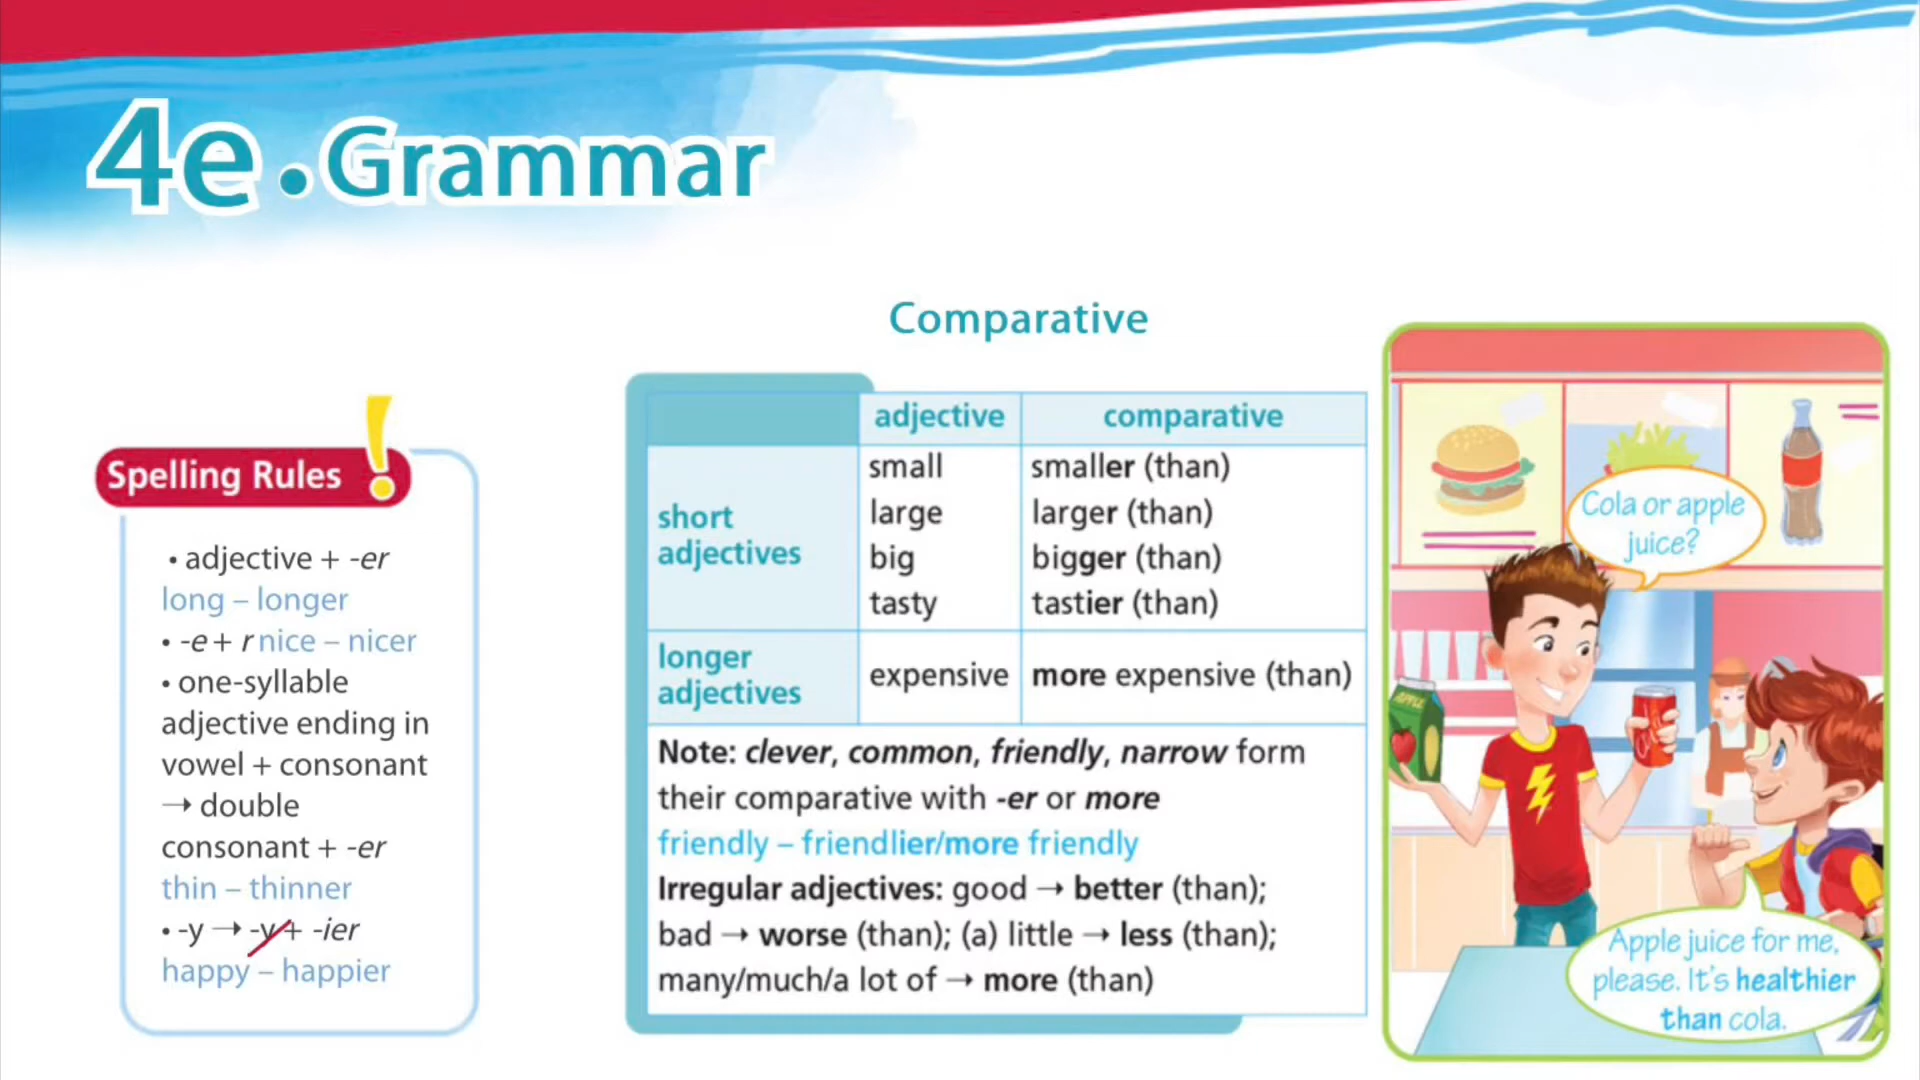 4e • Grammar
Comparative
Spelling Rules !
• adjective + -er
long – longer
• -e + r nice – nicer
• one-syllable
adjective ending in
vowel + consonant
→ double
consonant + -er
thin – thinner
• -y → -y + -ier
happy – happier
adjective comparative
short
adjectives
small smaller (than)
large larger (than)
big bigger (than)
tasty tastier (than)
longer
adjectives
expensive more expensive (than)
Note: clever, common, friendly, narrow form
their comparative with -er or more
friendly – friendlier/more friendly
Irregular adjectives: good → better (than);
bad → worse (than); (a) little → less (than);
many/much/a lot of → more (than)
Cola or apple
juice?
APPLE
Apple juice for me,
please. It's healthier
than cola.